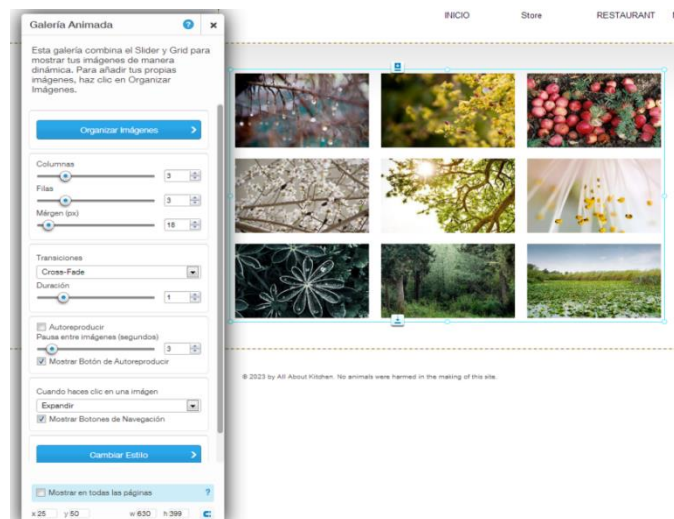 Galería Animada
?
x
Esta galería combina el Slider y Grid para
mostrar tus imágenes de manera
dinámica. Para añadir tus propias
imágenes, haz clic en Organizar
Imágenes.
Organizar Imágenes >
Columnas
3
Filas
3
Márgen (px)
18
Transiciones
Cross-Fade
Duración
1
Autoreproducir
Pausa entre imágenes (segundos)
3
Mostrar Botón de Autoreproducir
Cuando haces clic en una imágen
Expandir
Mostrar Botones de Navegación
Cambiar Estilo >
Mostrar en todas las páginas ?
x:25 y:50 w:630 h:399
INICIO Store RESTAURANT
© 2023 by All About Kitchen. No animals were harmed in the making of this site.